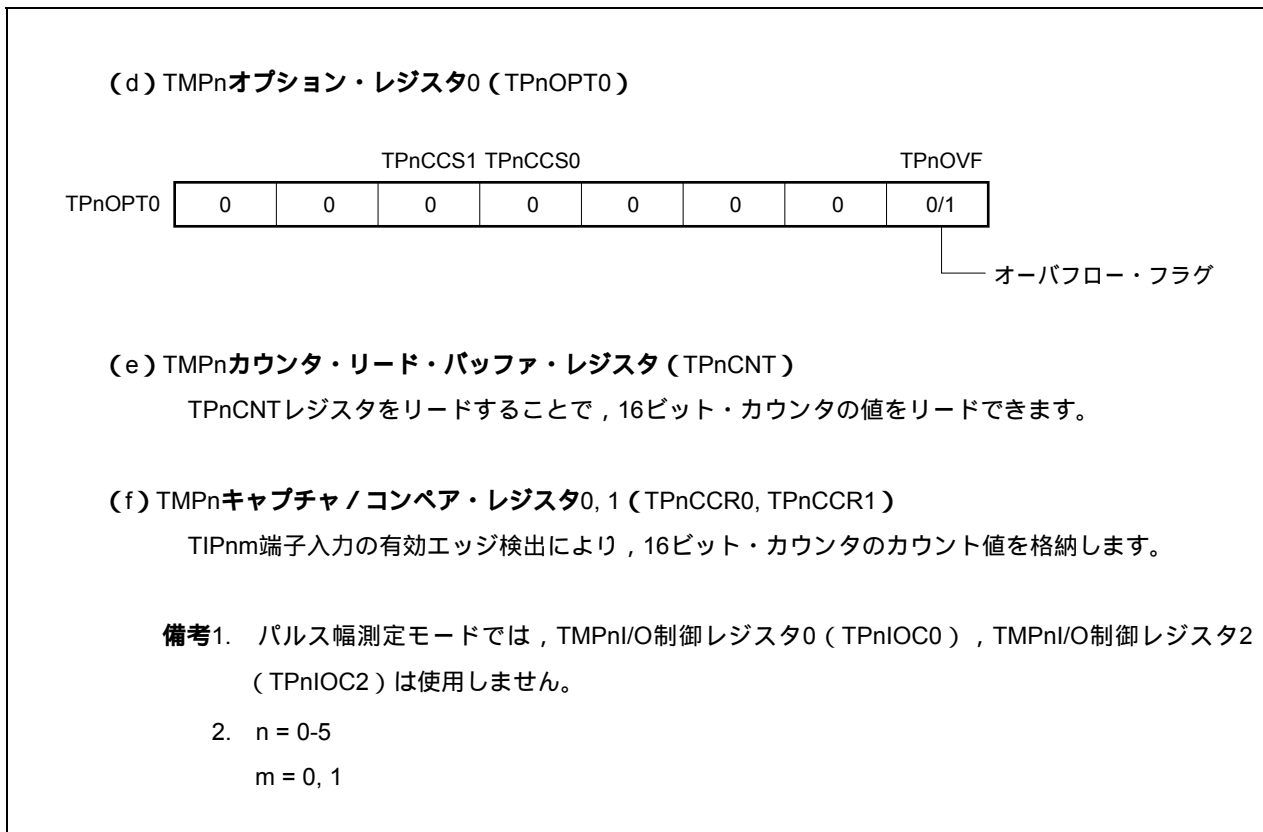 (d)TMPnオプション・レジスタ0(TPnOPT0)
TPnCCS1 TPnCCS0 TPnOVF
TPnOPT0 0 0 0 0 0 0 0 0/1
オーバフロー・フラグ
(e)TMPnカウンタ・リード・バッファ・レジスタ(TPnCNT)
TPnCNTレジスタをリードすることで，16ビット・カウンタの値をリードできます。
(f)TMPnキャプチャ／コンペア・レジスタ0, 1(TPnCCR0, TPnCCR1)
TIPnm端子入力の有効エッジ検出により，16ビット・カウンタのカウント値を格納します。
備考1. パルス幅測定モードでは，TMPnI/O制御レジスタ0(TPnIOC0)，TMPnI/O制御レジスタ2
(TPnIOC2)は使用しません。
2. n = 0-5
m = 0, 1